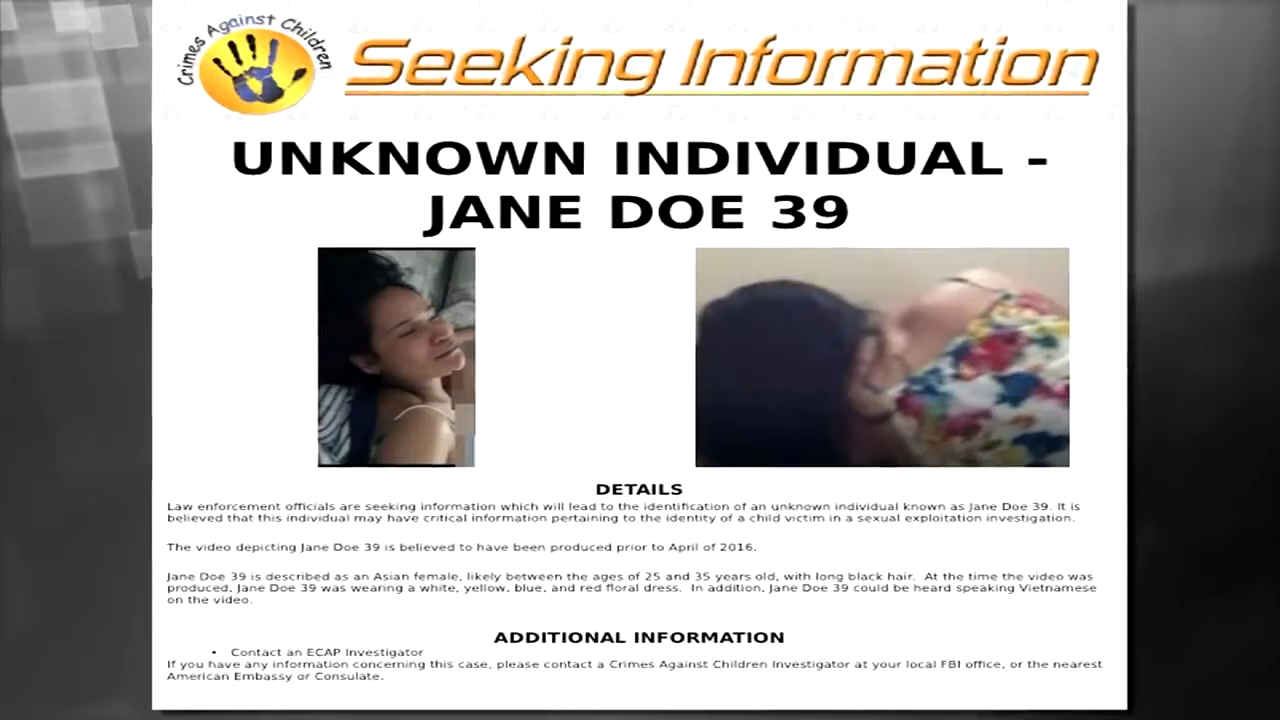 Crimes Against Children
Seeking Information
UNKNOWN INDIVIDUAL -
JANE DOE 39
DETAILS
Law enforcement officials are seeking information which will lead to the identification of an unknown individual known as Jane Doe 39. It is
believed that this individual may have critical information pertaining to the identity of a child victim in a sexual exploitation investigation.
The video depicting Jane Doe 39 is believed to have been produced prior to April of 2016.
Jane Doe 39 is described as an Asian female, likely between the ages of 25 and 35 years old, with long black hair. At the time the video was
produced, Jane Doe 39 was wearing a white, yellow, blue, and red floral dress. In addition, Jane Doe 39 could be heard speaking Vietnamese
on the video.
ADDITIONAL INFORMATION
• Contact an ECAP Investigator
If you have any information concerning this case, please contact a Crimes Against Children Investigator at your local FBI office, or the nearest
American Embassy or Consulate.